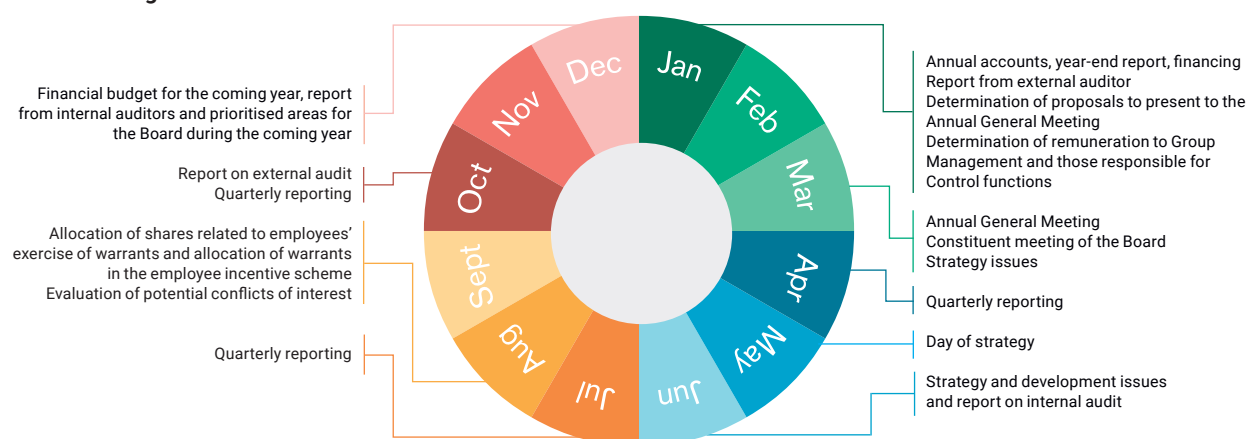 Dec
Jan
Feb
Mar
Apr
May
Jun
Jul
Aug
Sept
Oct
Nov
Annual accounts, year-end report, financing
Report from external auditor
Determination of proposals to present to the
Annual General Meeting
Determination of remuneration to Group
Management and those responsible for
Control functions
Annual General Meeting
Constituent meeting of the Board
Strategy issues
Quarterly reporting
Day of strategy
Strategy and development issues
and report on internal audit
Financial budget for the coming year, report
from internal auditors and prioritised areas for
the Board during the coming year
Report on external audit
Quarterly reporting
Allocation of shares related to employees’
exercise of warrants and allocation of warrants
in the employee incentive scheme
Evaluation of potential conflicts of interest
Quarterly reporting